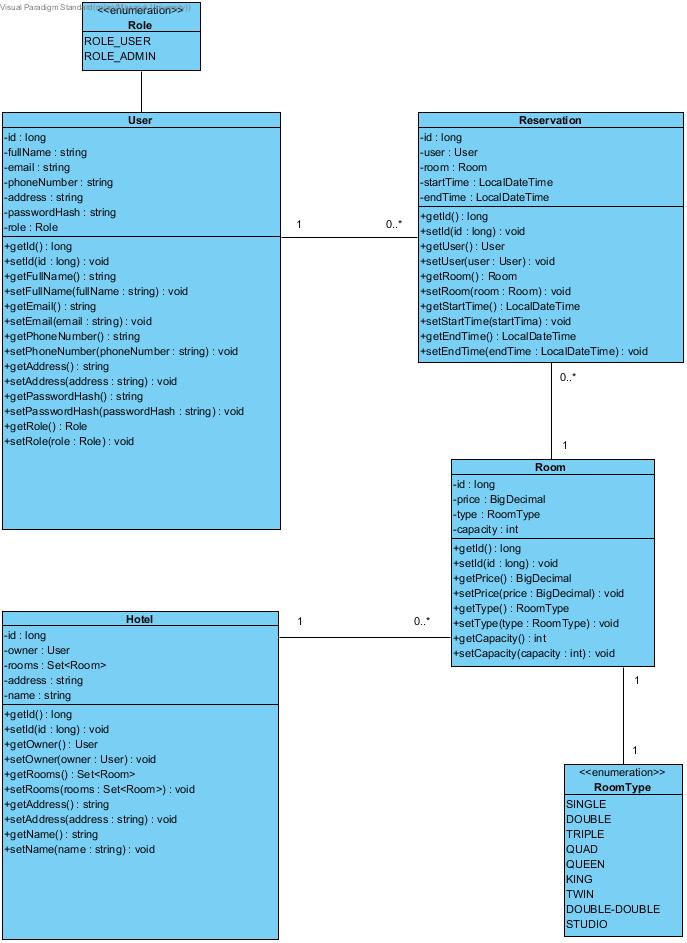 Visual Paradigm Standard
<<enumeration>>
Role
ROLE_USER
ROLE_ADMIN
User
-id : long
-fullName : string
-email : string
-phoneNumber : string
-address : string
-passwordHash : string
-role : Role
+getId() : long
+setId(id : long) : void
+getFullName() : string
+setFullName(fullName : string) : void
+getEmail() : string
+setEmail(email : string) : void
+getPhoneNumber() : string
+setPhoneNumber(phoneNumber : string) : void
+getAddress() : string
+setAddress(address : string) : void
+getPasswordHash() : string
+setPasswordHash(passwordHash : string) : void
+getRole() : Role
+setRole(role : Role) : void
1
0..*
Reservation
-id : long
-user : User
-room : Room
-startTime : LocalDateTime
-endTime : LocalDateTime
+getId() : long
+setId(id : long) : void
+getUser() : User
+setUser(user : User) : void
+getRoom() : Room
+setRoom(room : Room) : void
+getStartTime() : LocalDateTime
+setStartTime(startTima) : void
+getEndTime() : LocalDateTime
+setEndTime(endTime : LocalDateTime) : void
0..*
1
Room
-id : long
-price : BigDecimal
-type : RoomType
-capacity : int
+getId() : long
+setId(id : long) : void
+getPrice() : BigDecimal
+setPrice(price : BigDecimal) : void
+getType() : RoomType
+setType(type : RoomType) : void
+getCapacity() : int
+setCapacity(capacity : int) : void
Hotel
-id : long
-owner : User
-rooms : Set<Room>
-address : string
-name : string
+getId() : long
+setId(id : long) : void
+getOwner() : User
+setOwner(owner : User) : void
+getRooms() : Set<Room>
+setRooms(rooms : Set<Room>) : void
+getAddress() : string
+setAddress(address : string) : void
+getName() : string
+setName(name : string) : void
1
0..*
1
1
<<enumeration>>
RoomType
SINGLE
DOUBLE
TRIPLE
QUAD
QUEEN
KING
TWIN
DOUBLE-DOUBLE
STUDIO